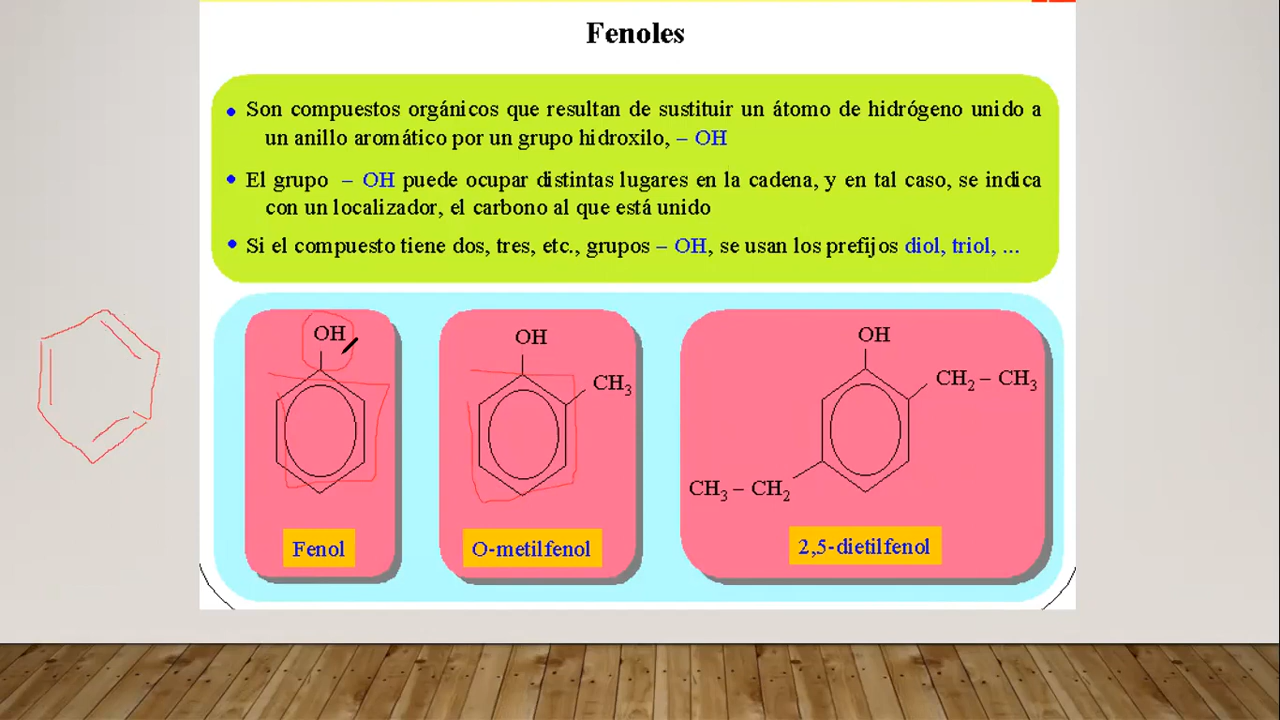 Fenoles
• Son compuestos orgánicos que resultan de sustituir un átomo de hidrógeno unido a
un anillo aromático por un grupo hidroxilo, – OH
• El grupo – OH puede ocupar distintas lugares en la cadena, y en tal caso, se indica
con un localizador, el carbono al que está unido
• Si el compuesto tiene dos, tres, etc., grupos – OH, se usan los prefijos diol, triol, ...
OH
Fenol
OH
CH₃
O-metilfenol
OH
CH₂ – CH₃
CH₃ – CH₂
2,5-dietilfenol